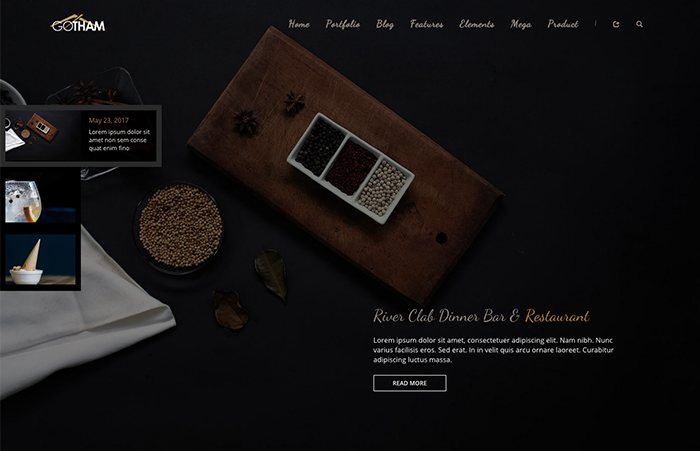 GOTHAM
Home Portfolio Blog Features Elements Mega Product
May 23, 2017
Lorem ipsum dolor sit
amet non sem conse
quat enim fino
River Clab Dinner Bar & Restaurant
Lorem ipsum dolor sit amet, consectetuer adipiscing elit. Nam nibh. Nunc
varius facilisis eros. Sed erat. In in velit quis arcu ornare laoreet. Curabitur
adipiscing luctus massa.
READ MORE